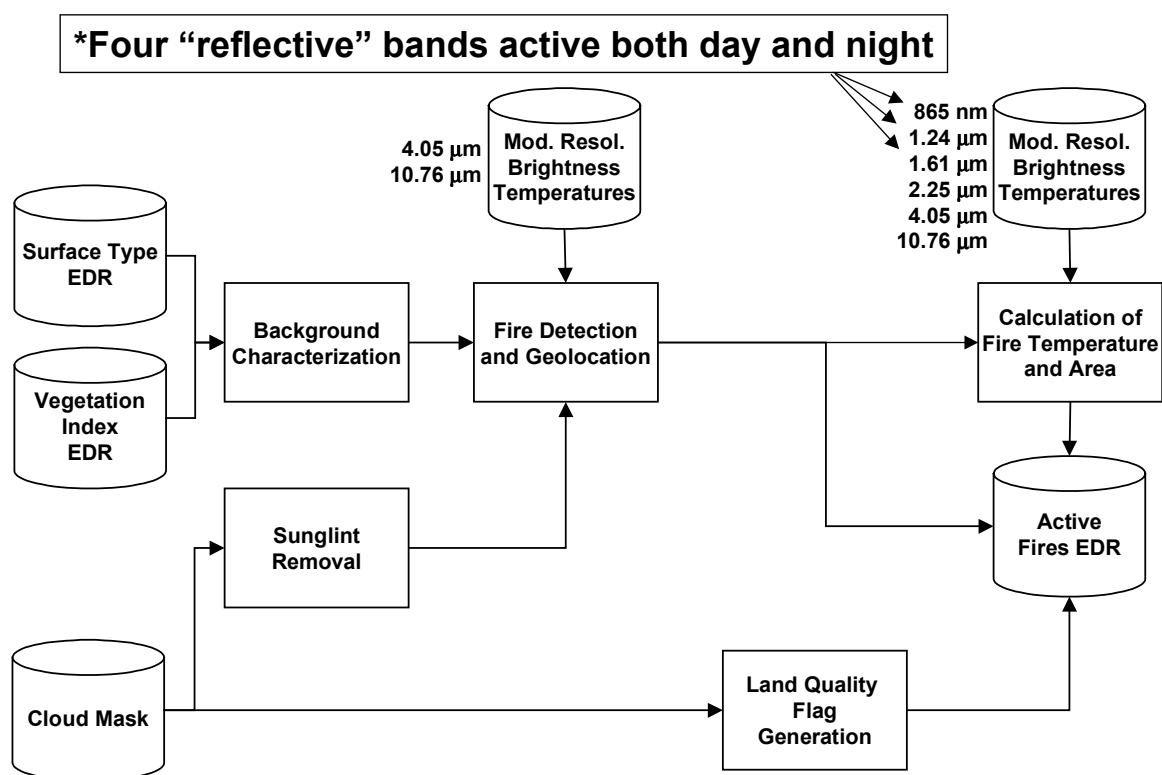 *Four “reflective” bands active both day and night
4.05 μm
10.76 μm
Mod. Resol.
Brightness
Temperatures
865 nm
1.24 μm
1.61 μm
2.25 μm
4.05 μm
10.76 μm
Mod. Resol.
Brightness
Temperatures
Surface Type
EDR
Vegetation
Index
EDR
Background
Characterization
Fire Detection
and Geolocation
Calculation of
Fire Temperature
and Area
Sunglint
Removal
Active
Fires EDR
Cloud Mask
Land Quality
Flag
Generation